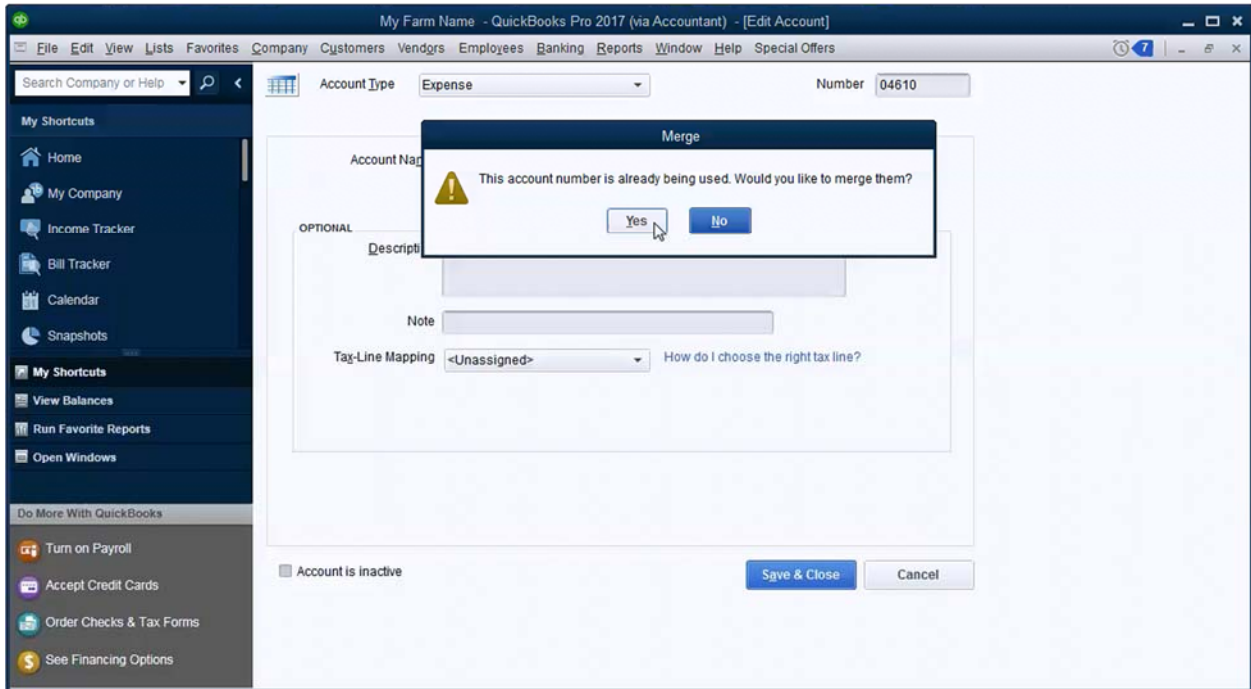 qb
My Farm Name - QuickBooks Pro 2017 (via Accountant) - [Edit Account]
File Edit View Lists Favorites Company Customers Vendors Employees Banking Reports Window Help Special Offers 7
Search Company or Help
Account Type Expense Number 04610
My Shortcuts
Merge
Home
Account Nam
This account number is already being used. Would you like to merge them?
My Company
Yes No
Income Tracker
OPTIONAL
Descripti
Bill Tracker
Calendar
Note
Snapshots
Tax-Line Mapping <Unassigned> How do I choose the right tax line?
My Shortcuts
View Balances
Run Favorite Reports
Open Windows
Do More With QuickBooks
Turn on Payroll
Account is inactive
Save & Close Cancel
Accept Credit Cards
Order Checks & Tax Forms
See Financing Options